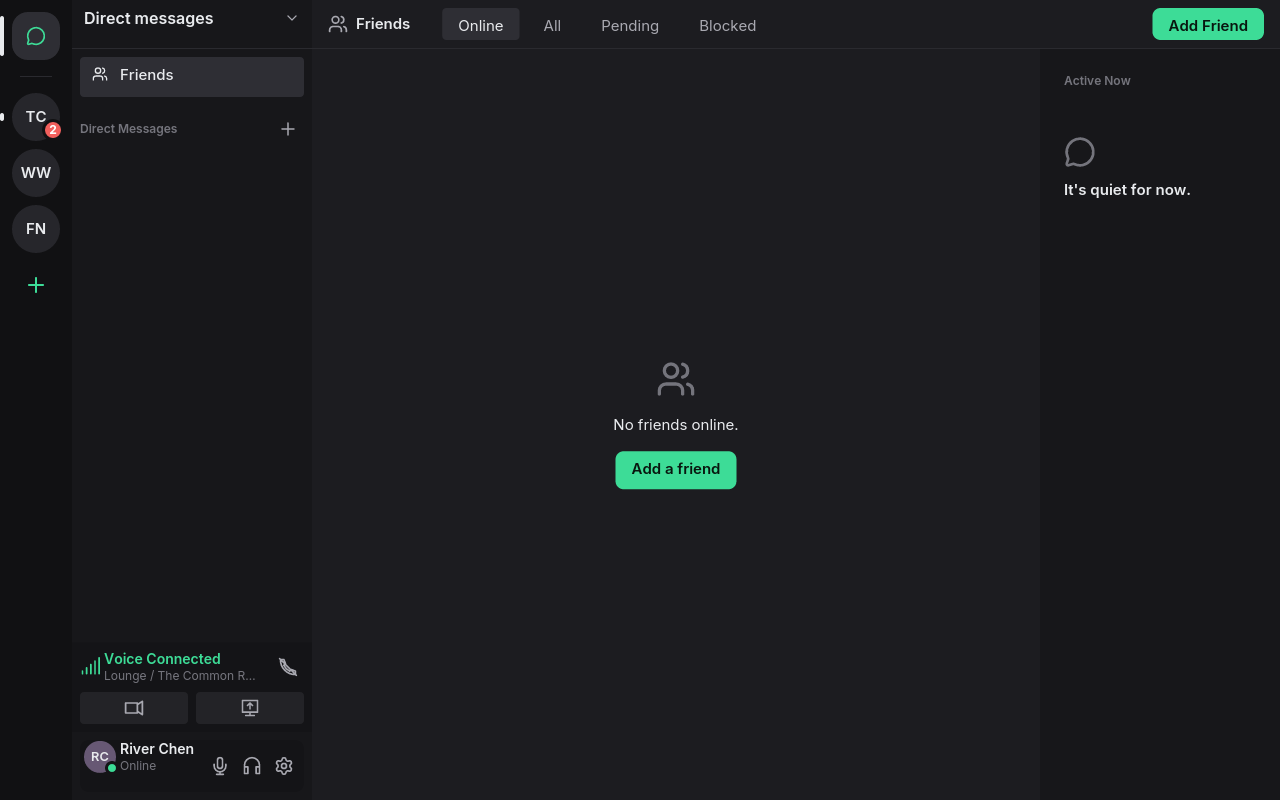 Direct messages
Friends
Online
All
Pending
Blocked
Add Friend
TC
2
WW
FN
Friends
Direct Messages
Active Now
It's quiet for now.
No friends online.
Add a friend
Voice Connected
Lounge / The Common R...
RC
River Chen
Online